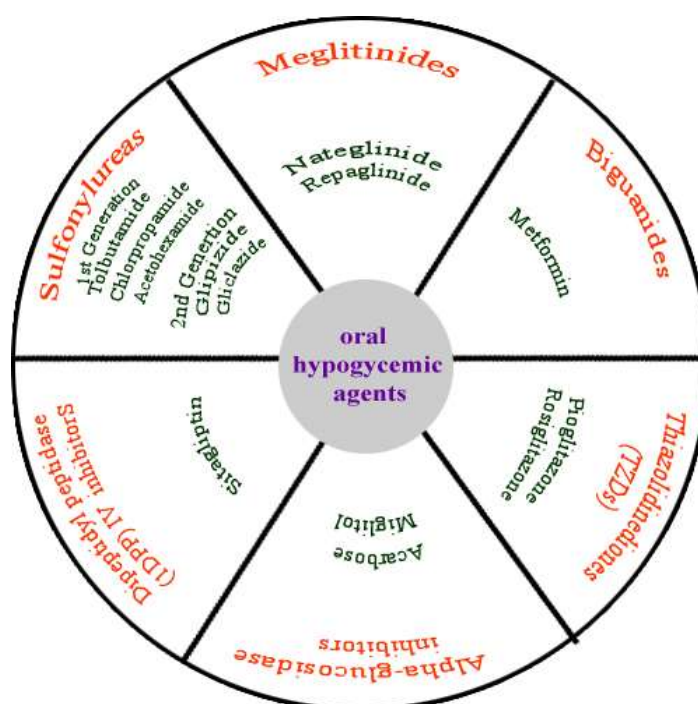 oral
hypogycemic
agents
Meglitinides
Nateglinide
Repaglinide
Biguanides
Metformin
Thiazolidinediones
(TZDs)
Pioglitazone
Rosiglitazone
Alpha-glucosidase
inhibitors
Acarbose
Miglitol
Dipeptidyl peptidase
(1DPP) IV inhibitorS
Sitagliptin
Sulfonylureas
1st Generation
Tolbutamide
Chlorpropamide
Acetohexamide
2nd Genertion
Glipizide
Gliclazide